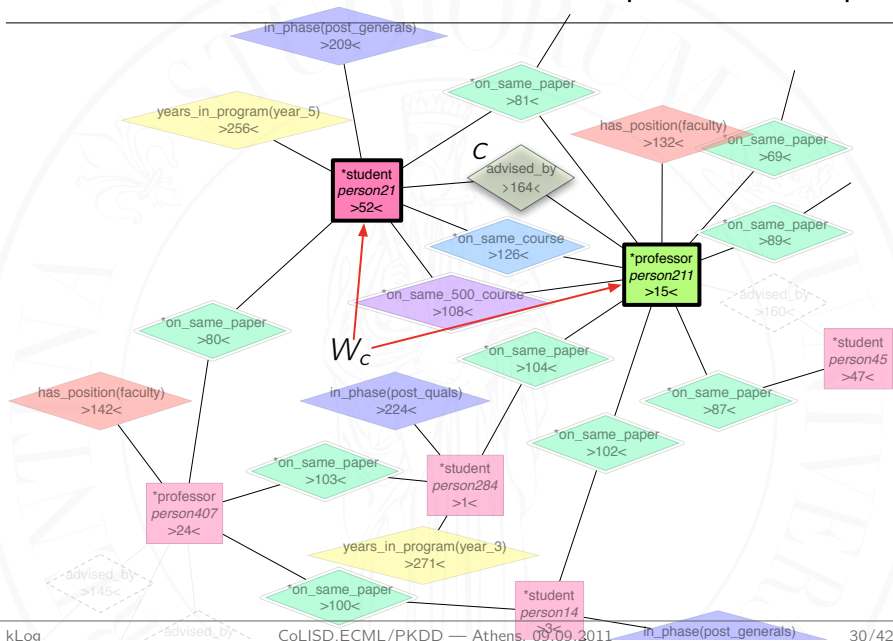 in_phase(post_generals)
>209<
*on_same_paper
>81<
years_in_program(year_5)
>256<
has_position(faculty)
>132<
*on_same_paper
>69<
C
advised_by
>164<
*student
person21
>52<
*on_same_paper
>89<
*on_same_course
>126<
*professor
person211
>15<
*on_same_500_course
>108<
advised_by
>160<
*on_same_paper
>80<
Wc
*on_same_paper
>104<
*student
person45
>47<
has_position(faculty)
>142<
in_phase(post_quals)
>224<
*on_same_paper
>87<
*on_same_paper
>102<
*on_same_paper
>103<
*student
person284
>1<
*professor
person407
>24<
years_in_program(year_3)
>271<
advised_by
>145<
*on_same_paper
>100<
*student
person14
>3<
advised_by
in_phase(post_generals)
kLog
CoLISD.ECML/PKDD — Athens, 09.09.2011
30/42